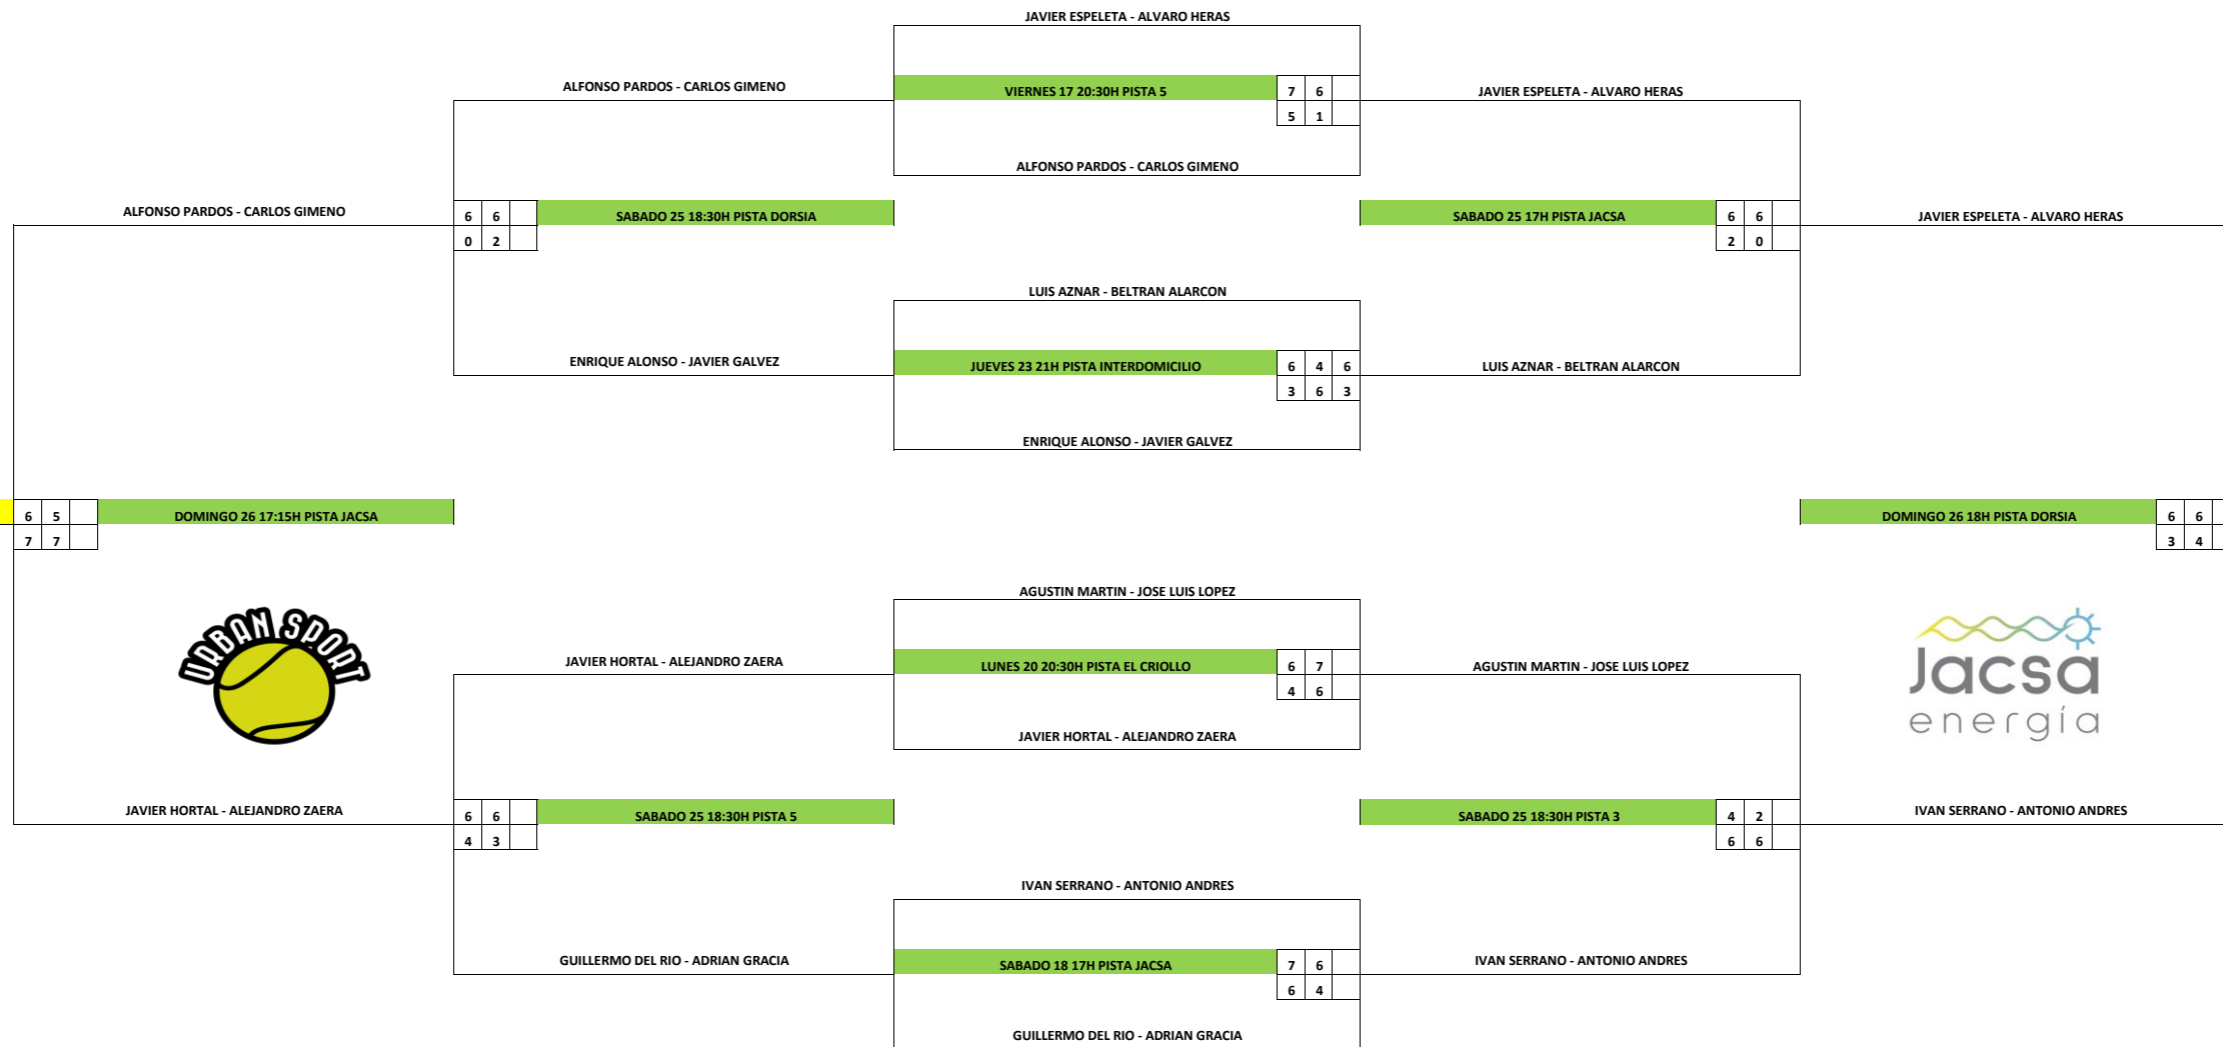 JAVIER ESPELETA - ALVARO HERAS
ALFONSO PARDOS - CARLOS GIMENO
VIERNES 17 20:30H PISTA 5
7 6
JAVIER ESPELETA - ALVARO HERAS
5 1
ALFONSO PARDOS - CARLOS GIMENO
ALFONSO PARDOS - CARLOS GIMENO
6 6
SABADO 25 18:30H PISTA DORSIA
SABADO 25 17H PISTA JACSA
6 6
JAVIER ESPELETA - ALVARO HERAS
0 2
2 0
LUIS AZNAR - BELTRAN ALARCON
ENRIQUE ALONSO - JAVIER GALVEZ
JUEVES 23 21H PISTA INTERDOMICILIO
6 4 6
LUIS AZNAR - BELTRAN ALARCON
3 6 3
ENRIQUE ALONSO - JAVIER GALVEZ
6 5
DOMINGO 26 17:15H PISTA JACSA
DOMINGO 26 18H PISTA DORSIA
6 6
7 7
3 4
AGUSTIN MARTIN - JOSE LUIS LOPEZ
URBAN SPORT
JAVIER HORTAL - ALEJANDRO ZAERA
LUNES 20 20:30H PISTA EL CRIOLLO
6 7
AGUSTIN MARTIN - JOSE LUIS LOPEZ
Jacsa
energía
4 6
JAVIER HORTAL - ALEJANDRO ZAERA
JAVIER HORTAL - ALEJANDRO ZAERA
6 6
SABADO 25 18:30H PISTA 5
SABADO 25 18:30H PISTA 3
4 2
IVAN SERRANO - ANTONIO ANDRES
4 3
6 6
IVAN SERRANO - ANTONIO ANDRES
GUILLERMO DEL RIO - ADRIAN GRACIA
SABADO 18 17H PISTA JACSA
7 6
IVAN SERRANO - ANTONIO ANDRES
6 4
GUILLERMO DEL RIO - ADRIAN GRACIA